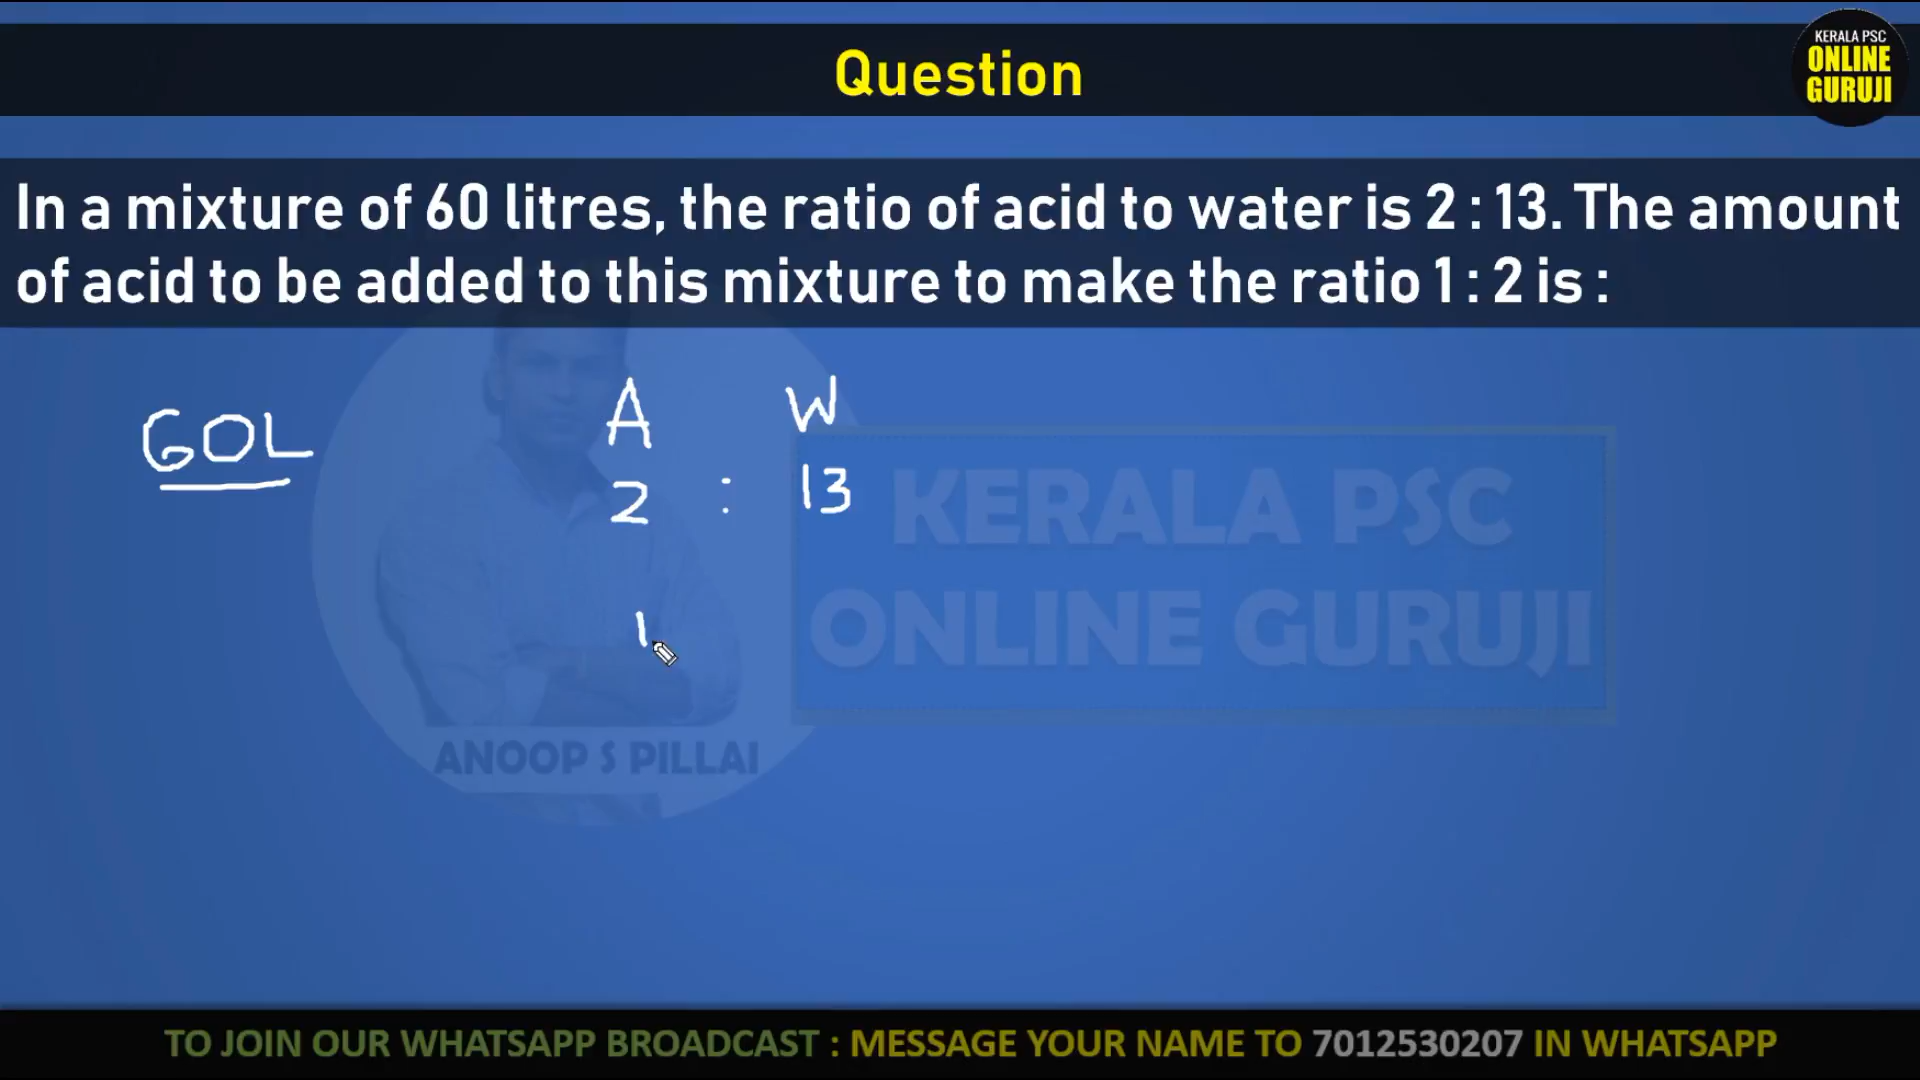 KERALA PSC
ONLINE
GURUJI
Question
In a mixture of 60 litres, the ratio of acid to water is 2 : 13. The amount
of acid to be added to this mixture to make the ratio 1 : 2 is :
60L
A W
2 : 13
1
KERALA PSC
ONLINE GURUJI
ANOOP S PILLAI
TO JOIN OUR WHATSAPP BROADCAST : MESSAGE YOUR NAME TO 7012530207 IN WHATSAPP